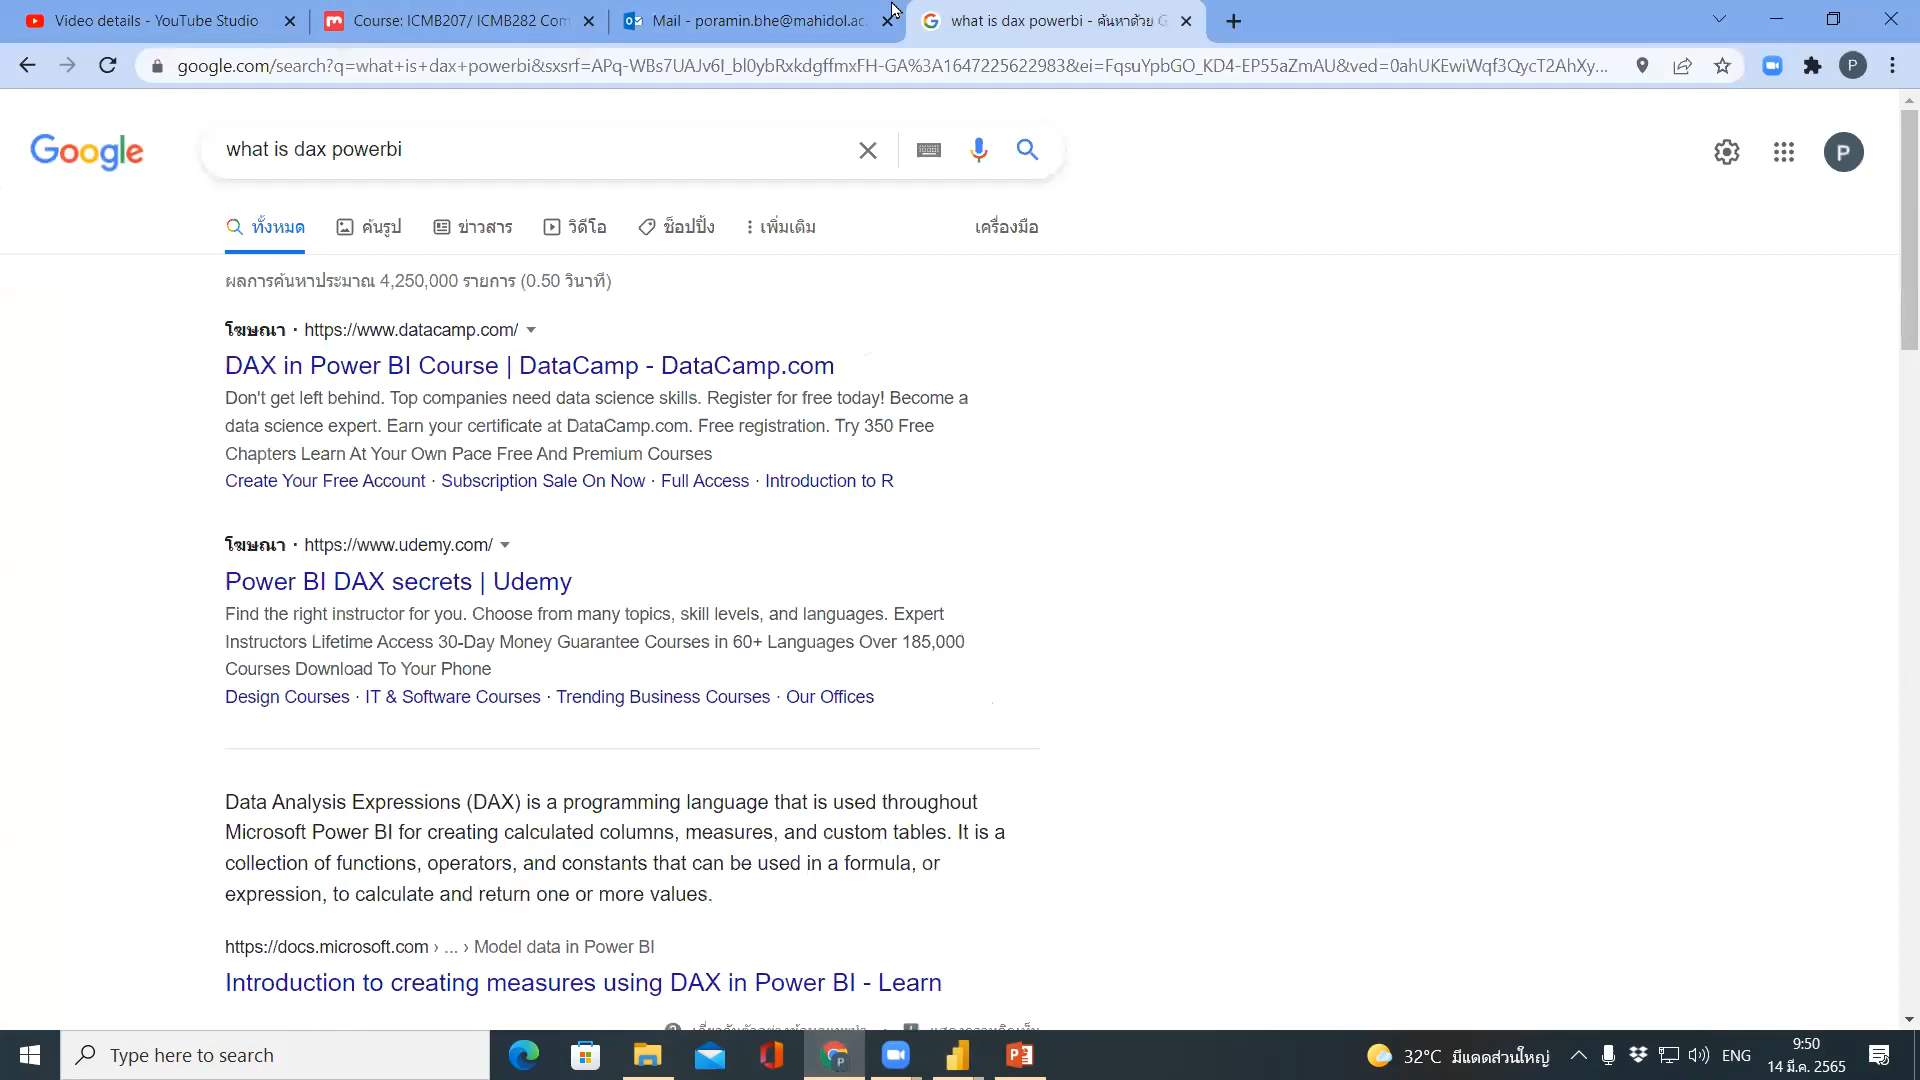 Video details - YouTube Studio
Course: ICMB207/ ICMB282 Com
Mail - poramin.bhe@mahidol.ac.
what is dax powerbi - ค้นหาด้วย G
google.com/search?q=what+is+dax+powerbi&sxsrf=APq-WBs7UAJv6I_bl0ybRxkdgffmxFH-GA%3A1647225622983&ei=FqsuYpbGO_KD4-EP55aZmAU&ved=0ahUKEwiWqf3QycT2AhXy...
P
Google
what is dax powerbi
P
ทั้งหมด
ค้นรูป
ข่าวสาร
วิดีโอ
ช็อปปิ้ง
เพิ่มเติม
เครื่องมือ
ผลการค้นหาประมาณ 4,250,000 รายการ (0.50 วินาที)
โฆษณา · https://www.datacamp.com/
DAX in Power BI Course | DataCamp - DataCamp.com
Don't get left behind. Top companies need data science skills. Register for free today! Become a
data science expert. Earn your certificate at DataCamp.com. Free registration. Try 350 Free
Chapters Learn At Your Own Pace Free And Premium Courses
Create Your Free Account · Subscription Sale On Now · Full Access · Introduction to R
โฆษณา · https://www.udemy.com/
Power BI DAX secrets | Udemy
Find the right instructor for you. Choose from many topics, skill levels, and languages. Expert
Instructors Lifetime Access 30-Day Money Guarantee Courses in 60+ Languages Over 185,000
Courses Download To Your Phone
Design Courses · IT & Software Courses · Trending Business Courses · Our Offices
Data Analysis Expressions (DAX) is a programming language that is used throughout
Microsoft Power BI for creating calculated columns, measures, and custom tables. It is a
collection of functions, operators, and constants that can be used in a formula, or
expression, to calculate and return one or more values.
https://docs.microsoft.com › ... › Model data in Power BI
Introduction to creating measures using DAX in Power BI - Learn
Type here to search
32°C มีแดดส่วนใหญ่
ENG
9:50
14 มี.ค. 2565